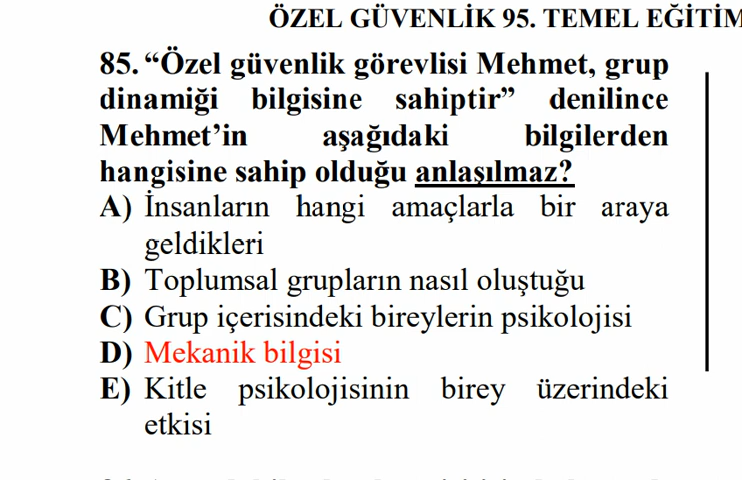 ÖZEL GÜVENLİK 95. TEMEL EĞİTİM
85. “Özel güvenlik görevlisi Mehmet, grup
dinamiği bilgisine sahiptir” denilince
Mehmet’in aşağıdaki bilgilerden
hangisine sahip olduğu anlaşılmaz?
A) İnsanların hangi amaçlarla bir araya
geldikleri
B) Toplumsal grupların nasıl oluştuğu
C) Grup içerisindeki bireylerin psikolojisi
D) Mekanik bilgisi
E) Kitle psikolojisinin birey üzerindeki
etkisi